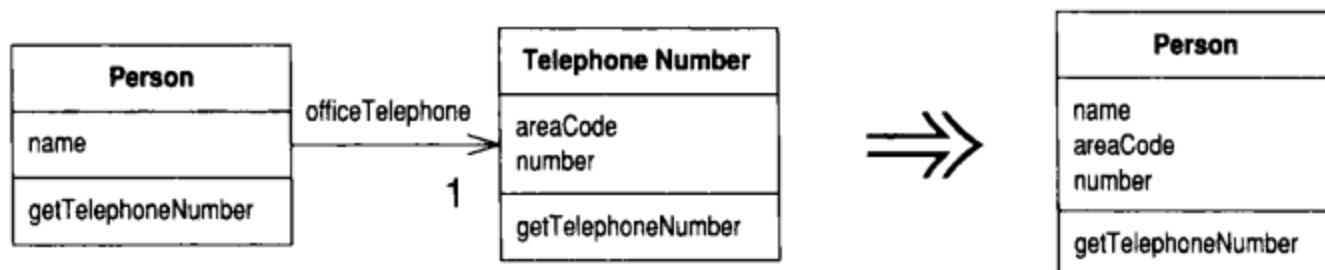 Person
name
getTelephoneNumber
officeTelephone
1
Telephone Number
areaCode
number
getTelephoneNumber
Person
name
areaCode
number
getTelephoneNumber